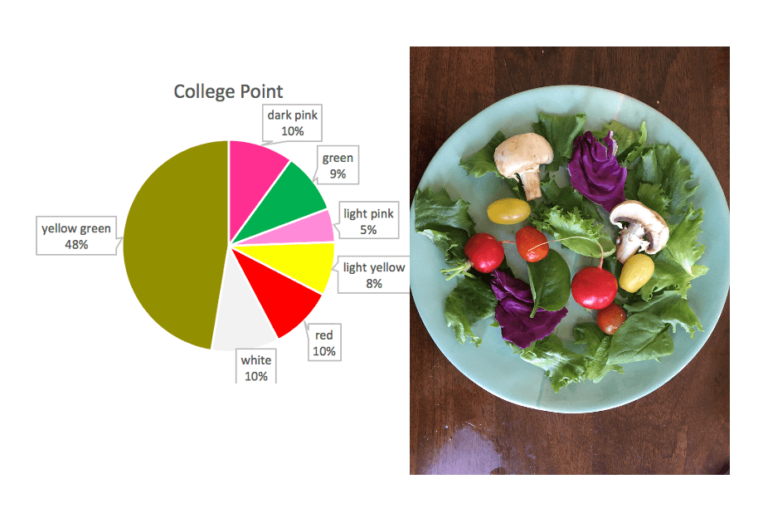 College Point
dark pink
10%
green
9%
light pink
5%
light yellow
8%
red
10%
white
10%
yellow green
48%